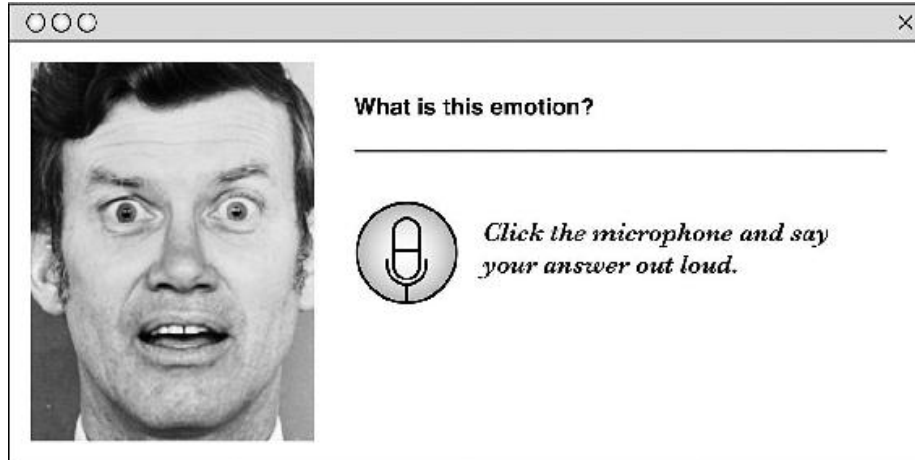 What is this emotion?
Click the microphone and say
your answer out loud.